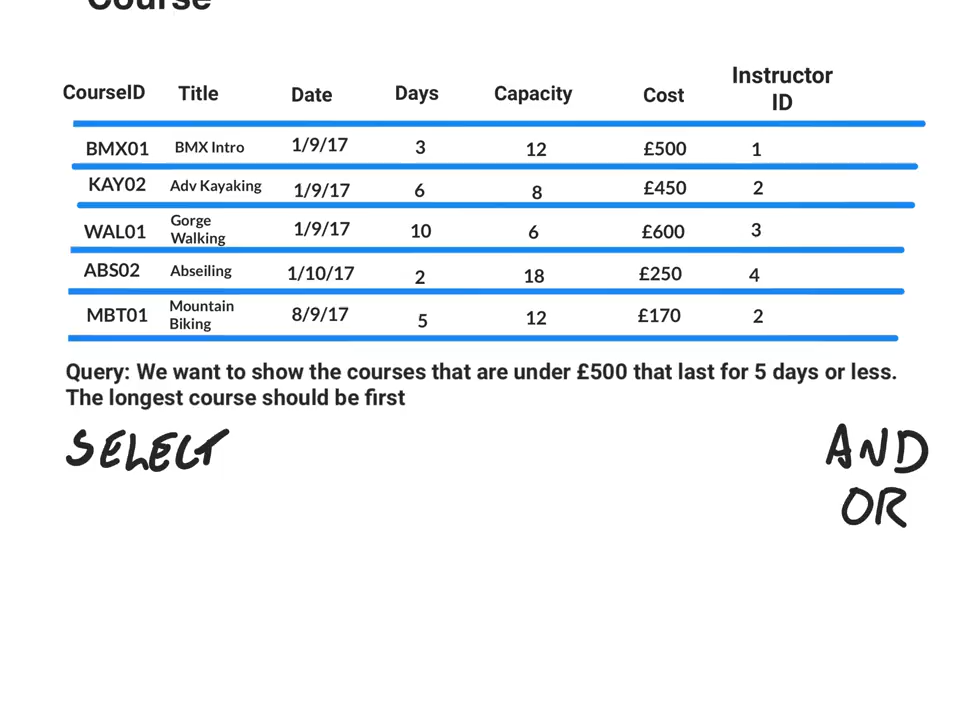 Course
CourseID Title Date Days Capacity Cost Instructor ID
BMX01 BMX Intro 1/9/17 3 12 £500 1
KAY02 Adv Kayaking 1/9/17 6 8 £450 2
WAL01 Gorge Walking 1/9/17 10 6 £600 3
ABS02 Abseiling 1/10/17 2 18 £250 4
MBT01 Mountain Biking 8/9/17 5 12 £170 2
Query: We want to show the courses that are under £500 that last for 5 days or less.
The longest course should be first
SELECT AND
OR